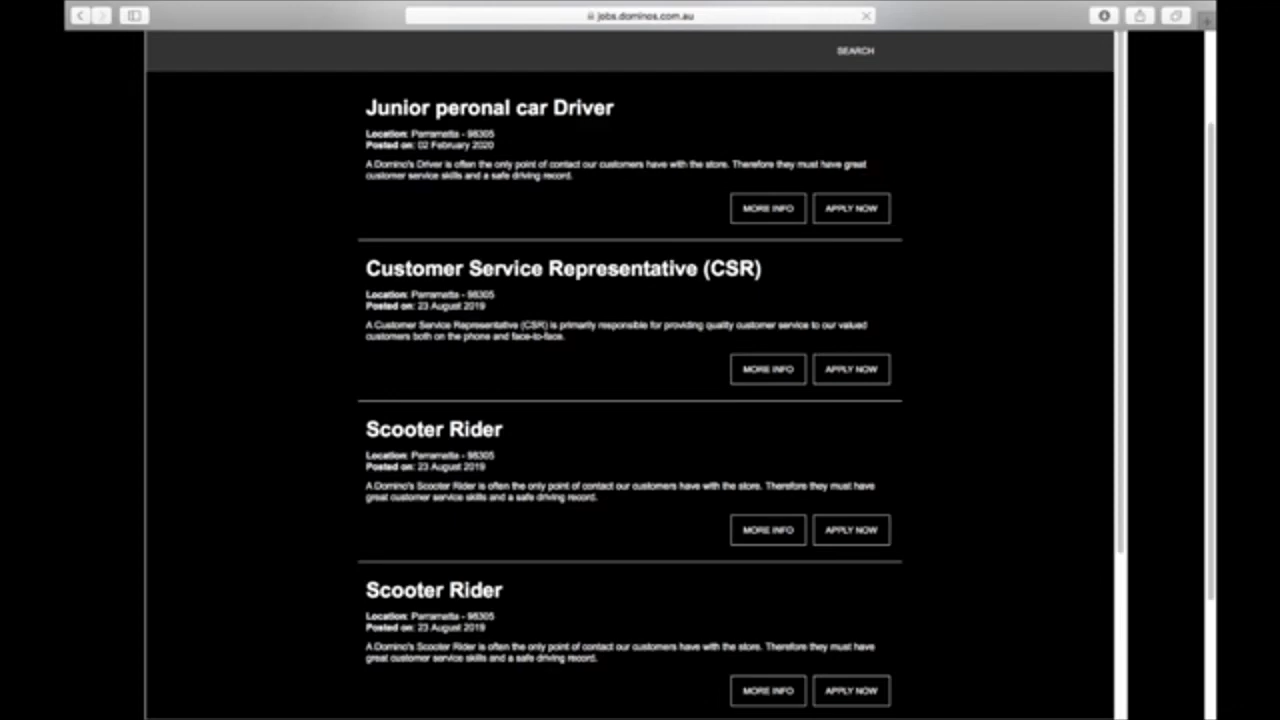 jobs.dominos.com.au
SEARCH
Junior peronal car Driver
Location: Parramatta - 98305
Posted on: 02 February 2020
A Domino's Driver is often the only point of contact our customers have with the store. Therefore they must have great
customer service skills and a safe driving record.
MORE INFO APPLY NOW
Customer Service Representative (CSR)
Location: Parramatta - 98305
Posted on: 23 August 2019
A Customer Service Representative (CSR) is primarily responsible for providing quality customer service to our valued
customers both on the phone and face-to-face.
MORE INFO APPLY NOW
Scooter Rider
Location: Parramatta - 98305
Posted on: 23 August 2019
A Domino's Scooter Rider is often the only point of contact our customers have with the store. Therefore they must have
great customer service skills and a safe driving record.
MORE INFO APPLY NOW
Scooter Rider
Location: Parramatta - 98305
Posted on: 23 August 2019
A Domino's Scooter Rider is often the only point of contact our customers have with the store. Therefore they must have
great customer service skills and a safe driving record.
MORE INFO APPLY NOW